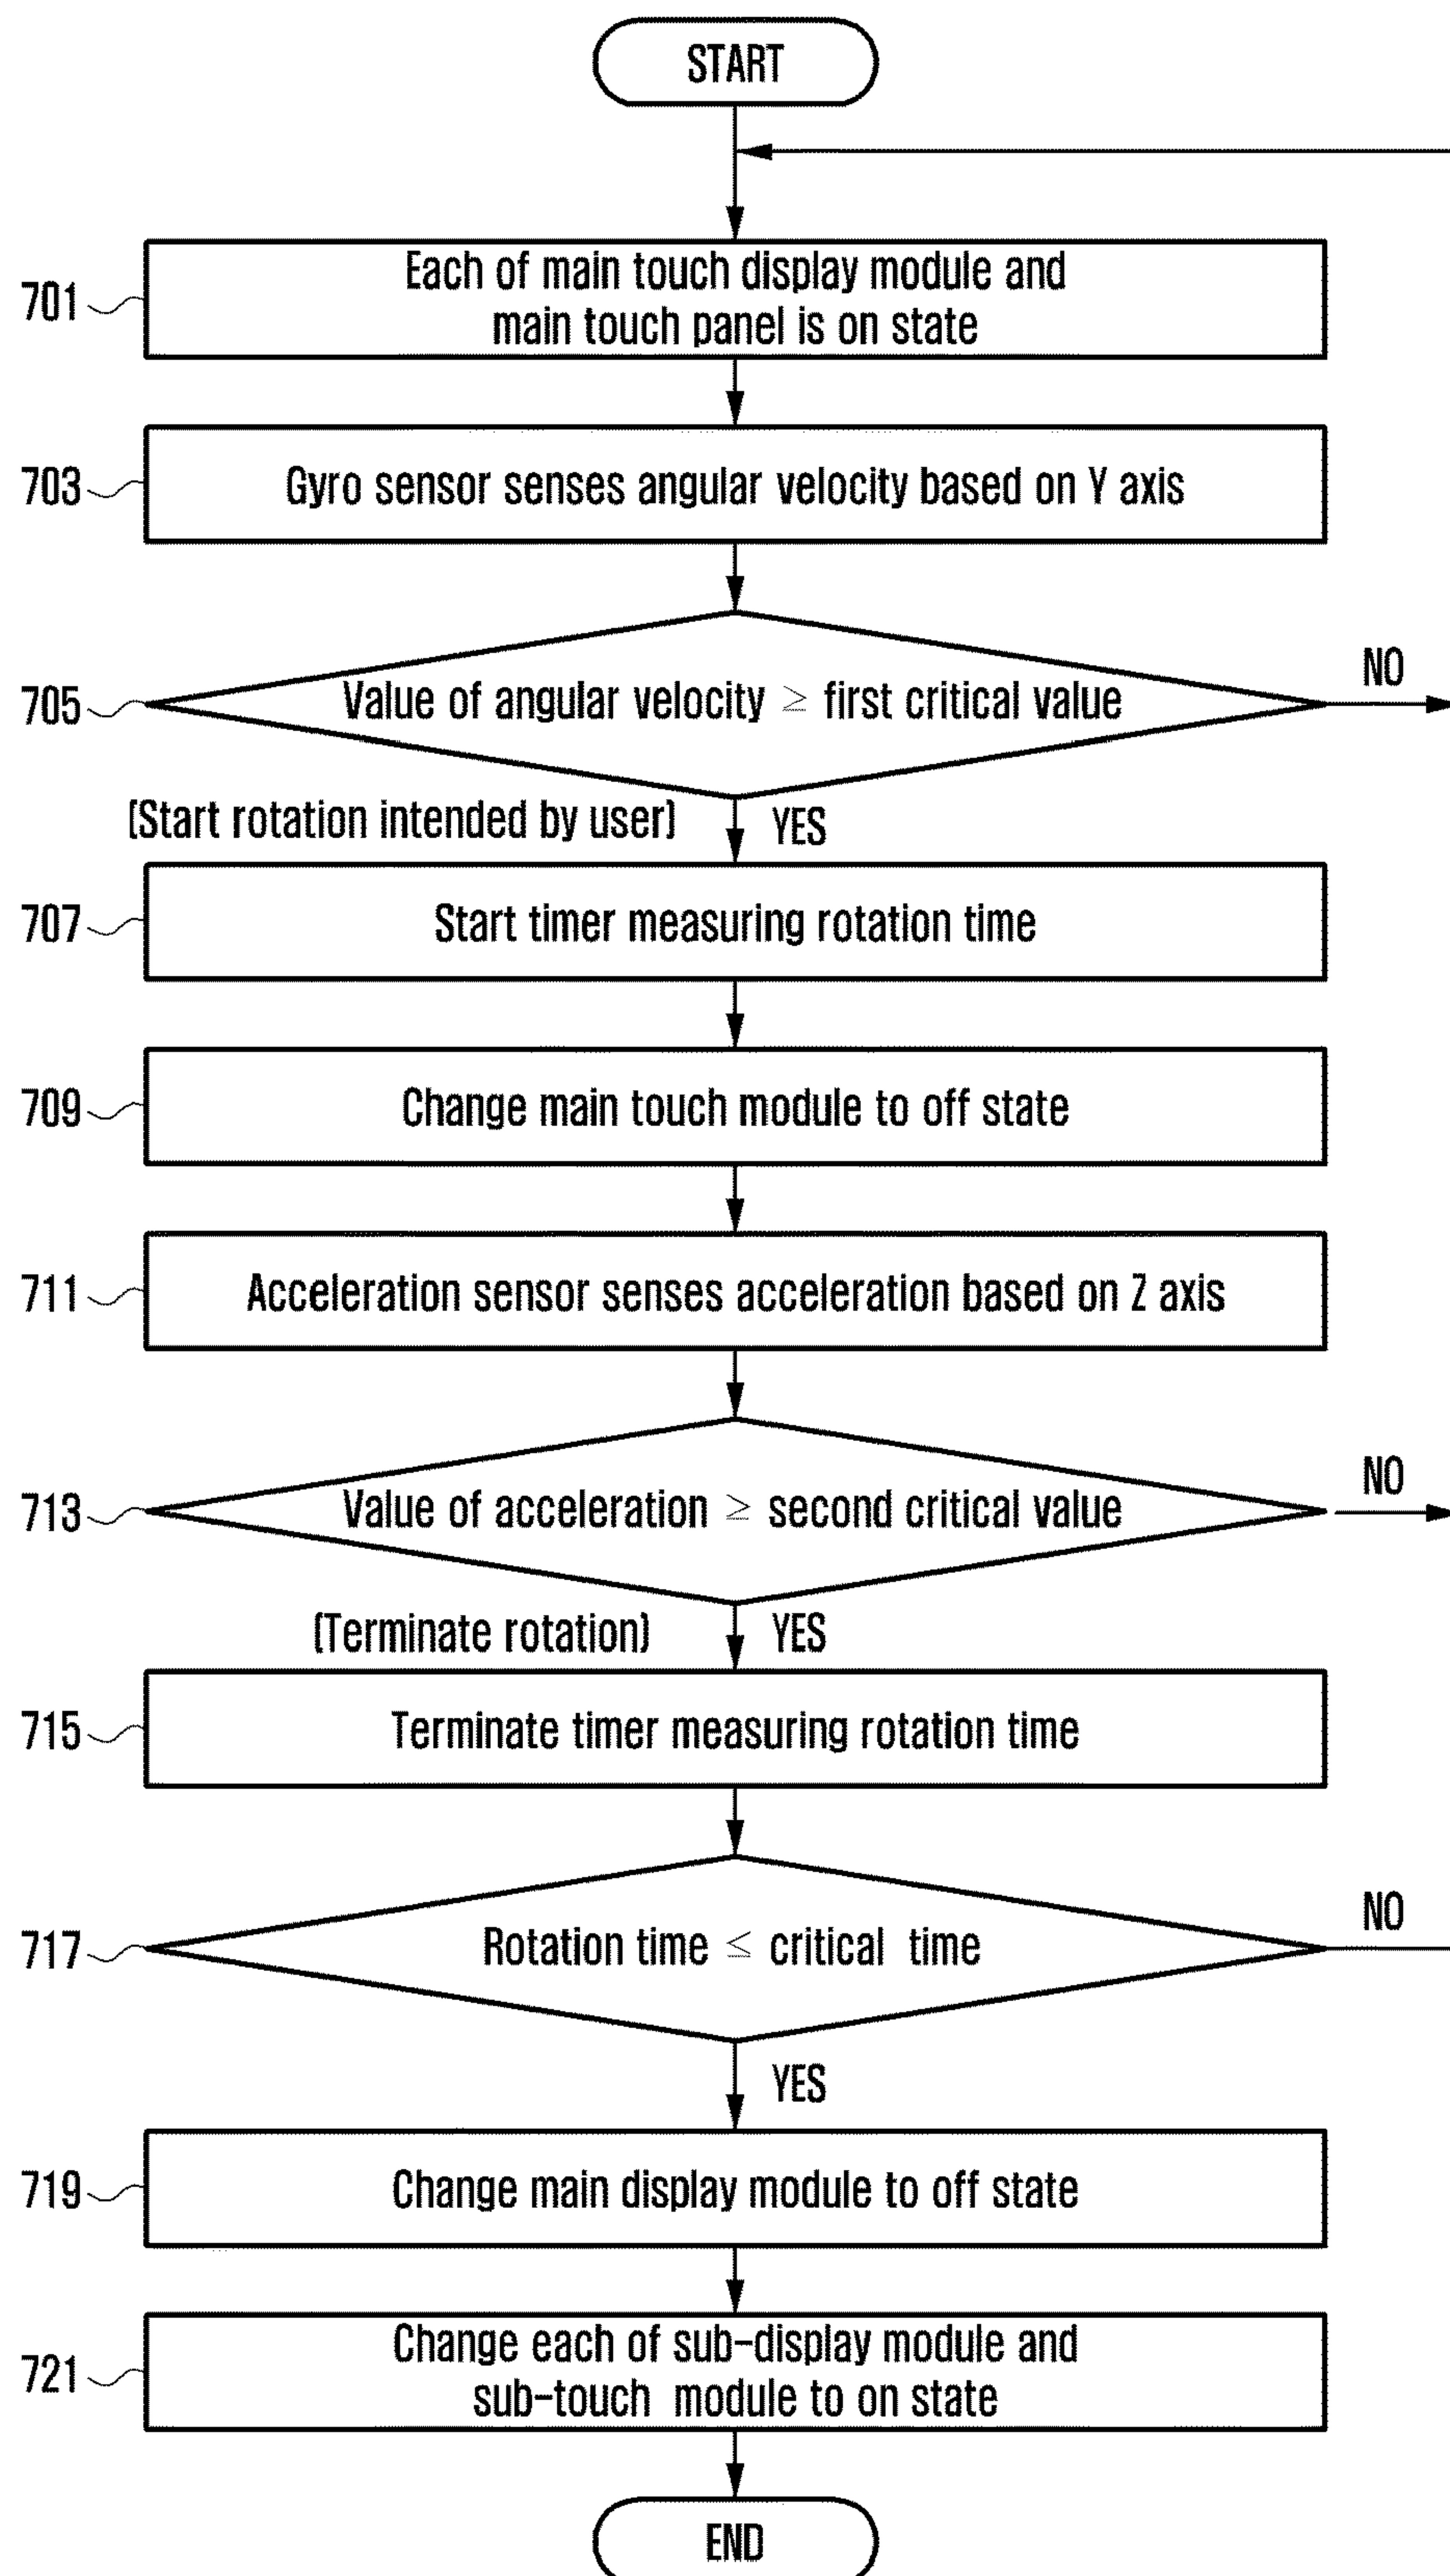 START
701
Each of main touch display module and
main touch panel is on state
703
Gyro sensor senses angular velocity based on Y axis
705
Value of angular velocity ≥ first critical value
NO
(Start rotation intended by user)
YES
707
Start timer measuring rotation time
709
Change main touch module to off state
711
Acceleration sensor senses acceleration based on Z axis
713
Value of acceleration ≥ second critical value
NO
(Terminate rotation)
YES
715
Terminate timer measuring rotation time
717
Rotation time ≤ critical time
NO
YES
719
Change main display module to off state
721
Change each of sub-display module and
sub-touch module to on state
END